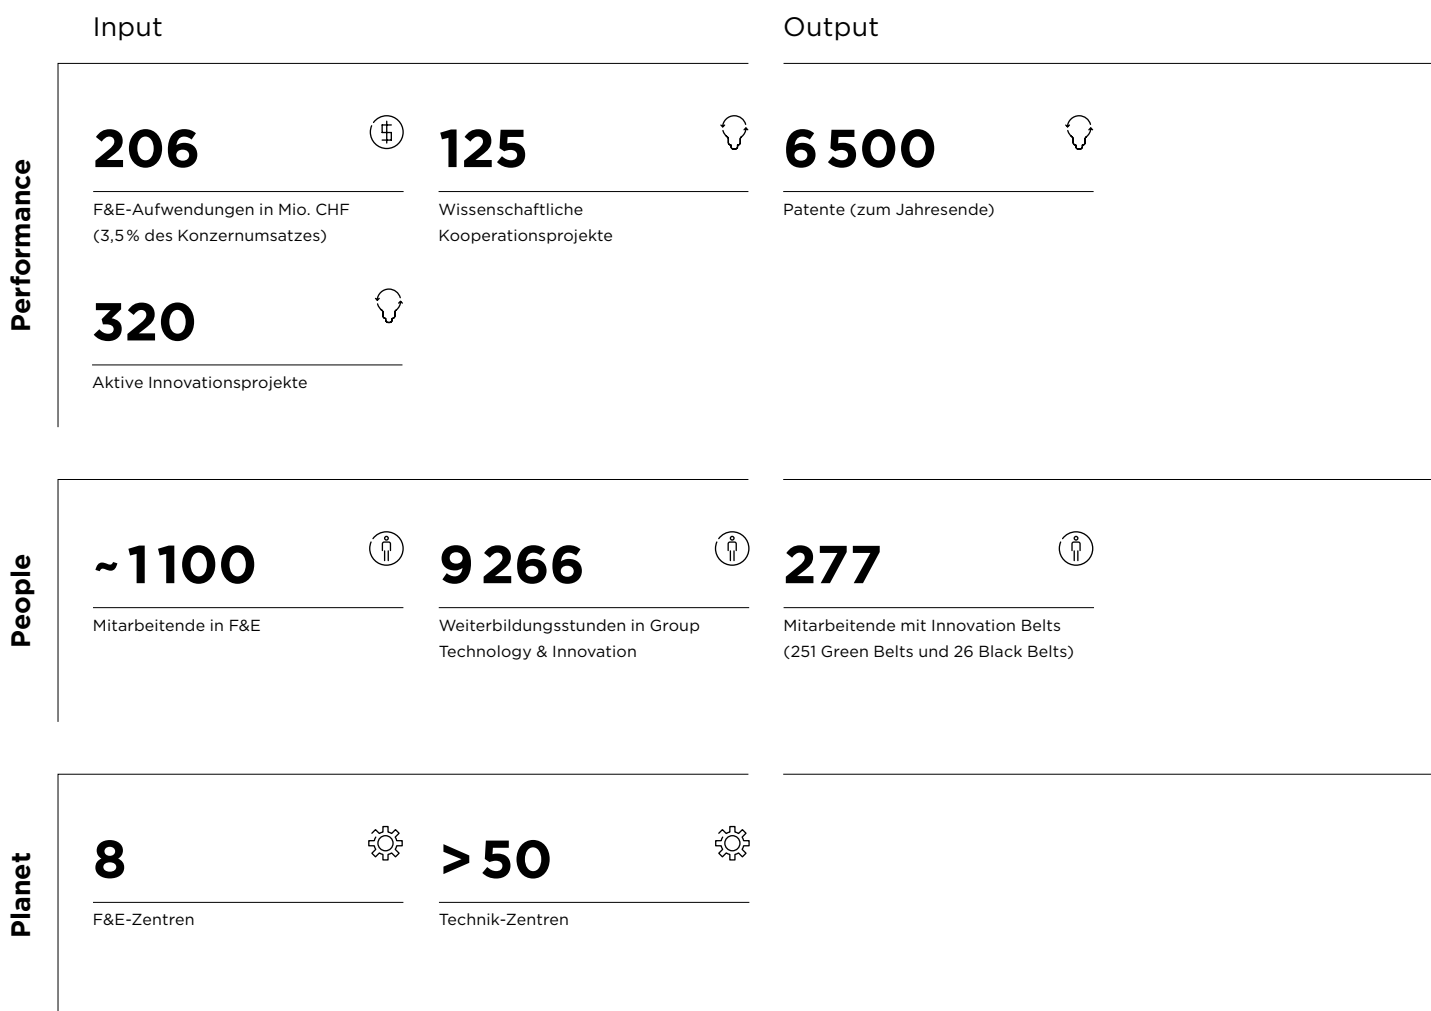 Input
Output
Performance
206
F&E-Aufwendungen in Mio. CHF
(3,5 % des Konzernumsatzes)
125
Wissenschaftliche
Kooperationsprojekte
6 500
Patente (zum Jahresende)
320
Aktive Innovationsprojekte
People
~ 1 100
Mitarbeitende in F&E
9 266
Weiterbildungsstunden in Group
Technology & Innovation
277
Mitarbeitende mit Innovation Belts
(251 Green Belts und 26 Black Belts)
Planet
8
F&E-Zentren
> 50
Technik-Zentren